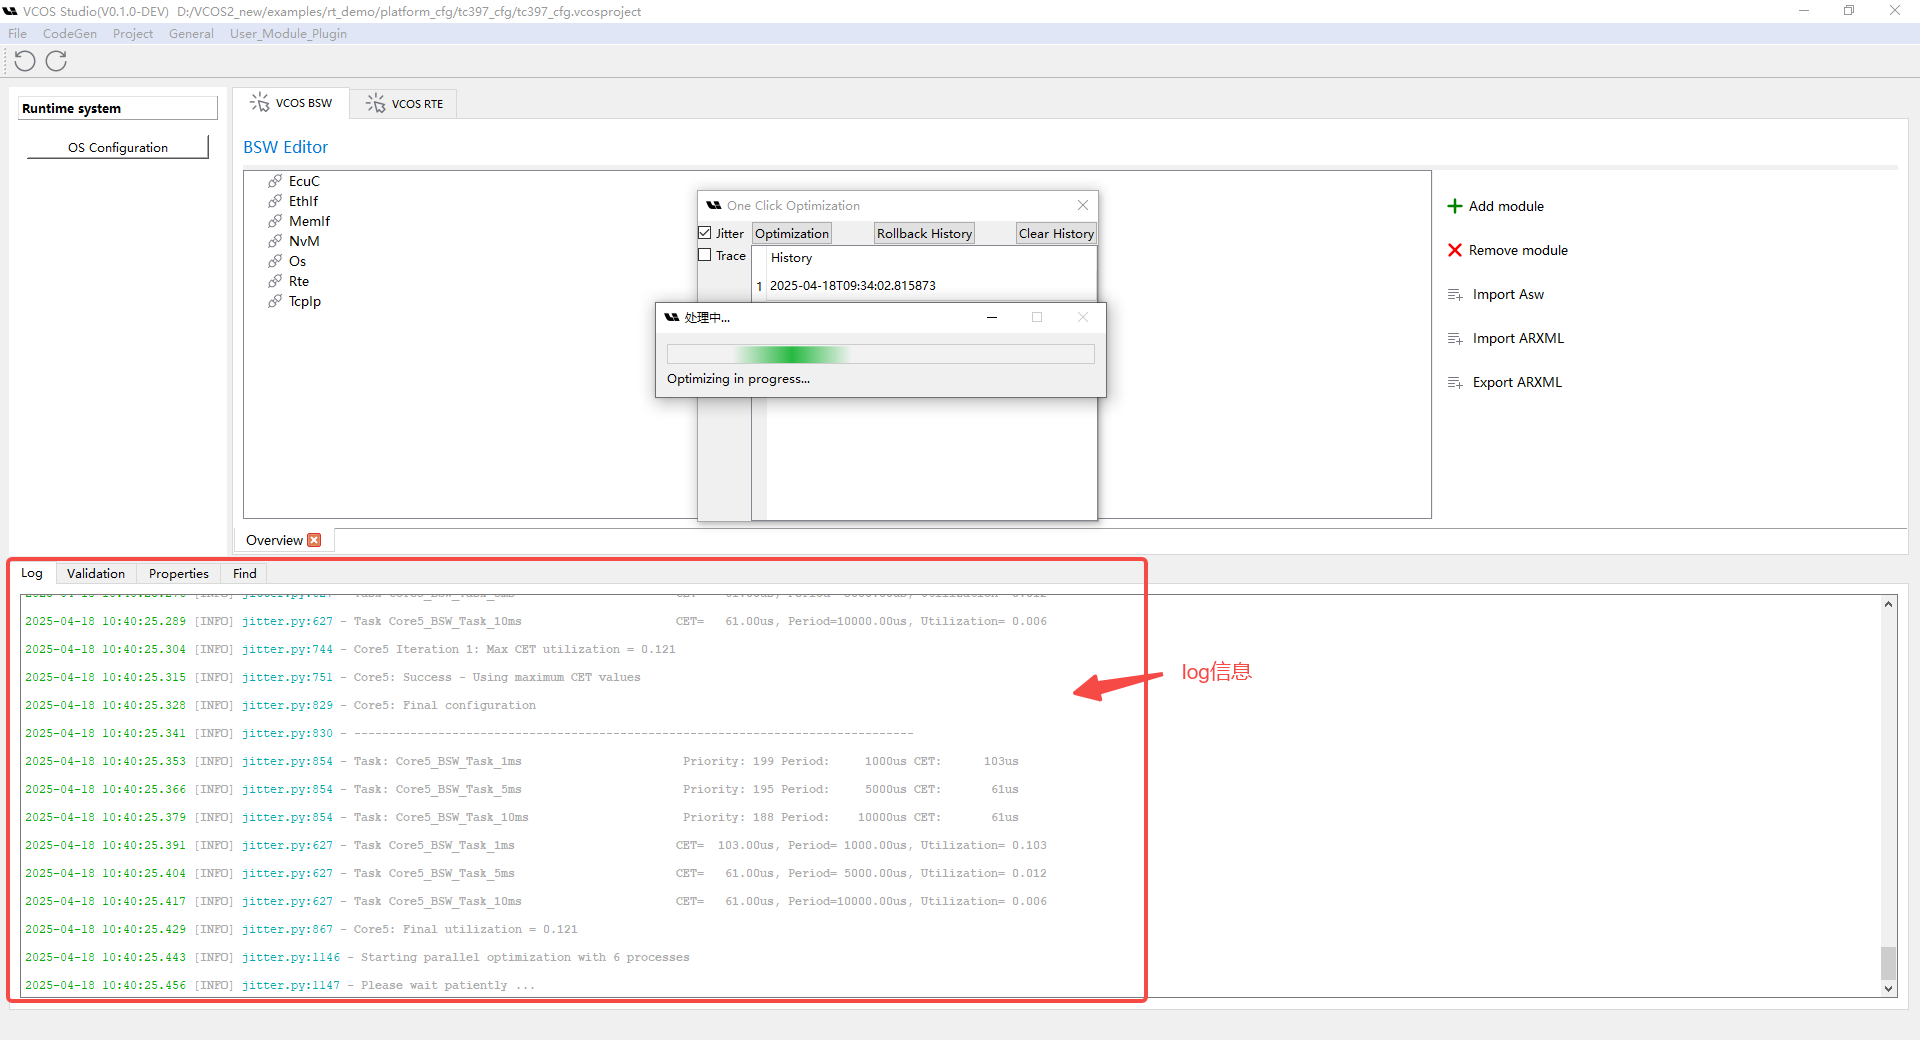 VCOS Studio(V0.1.0-DEV) D:/VCOS2_new/examples/rt_demo/platform_cfg/tc397_cfg/tc397_cfg.vcosproject
File CodeGen Project General User_Module_Plugin
Runtime system
OS Configuration
VCOS BSW VCOS RTE
BSW Editor
EcuC
EthIf
MemIf
NvM
Os
Rte
TcpIp
One Click Optimization
Jitter Optimization Rollback History Clear History
Trace
History
1 2025-04-18T09:34:02.815873
处理中...
Optimizing in progress...
Add module
Remove module
Import Asw
Import ARXML
Export ARXML
Overview
Log Validation Properties Find
2025-04-18 10:40:25.289 [INFO] jitter.py:627 - Task Core5_BSW_Task_10ms CET= 61.00us, Period=10000.00us, Utilization= 0.006
2025-04-18 10:40:25.304 [INFO] jitter.py:744 - Core5 Iteration 1: Max CET utilization = 0.121
2025-04-18 10:40:25.315 [INFO] jitter.py:751 - Core5: Success - Using maximum CET values
2025-04-18 10:40:25.328 [INFO] jitter.py:829 - Core5: Final configuration
2025-04-18 10:40:25.341 [INFO] jitter.py:830 - --------------------------------------------------------------------------------
2025-04-18 10:40:25.353 [INFO] jitter.py:854 - Task: Core5_BSW_Task_1ms Priority: 199 Period: 1000us CET: 103us
2025-04-18 10:40:25.366 [INFO] jitter.py:854 - Task: Core5_BSW_Task_5ms Priority: 195 Period: 5000us CET: 61us
2025-04-18 10:40:25.379 [INFO] jitter.py:854 - Task: Core5_BSW_Task_10ms Priority: 188 Period: 10000us CET: 61us
2025-04-18 10:40:25.391 [INFO] jitter.py:627 - Task Core5_BSW_Task_1ms CET= 103.00us, Period= 1000.00us, Utilization= 0.103
2025-04-18 10:40:25.404 [INFO] jitter.py:627 - Task Core5_BSW_Task_5ms CET= 61.00us, Period= 5000.00us, Utilization= 0.012
2025-04-18 10:40:25.417 [INFO] jitter.py:627 - Task Core5_BSW_Task_10ms CET= 61.00us, Period=10000.00us, Utilization= 0.006
2025-04-18 10:40:25.429 [INFO] jitter.py:867 - Core5: Final utilization = 0.121
2025-04-18 10:40:25.443 [INFO] jitter.py:1146 - Starting parallel optimization with 6 processes
2025-04-18 10:40:25.456 [INFO] jitter.py:1147 - Please wait patiently ...
log信息